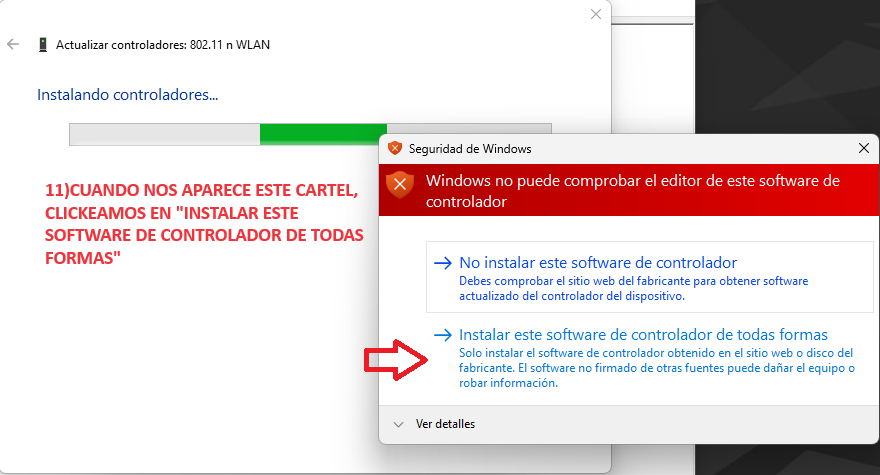 Actualizar controladores: 802.11 n WLAN
Instalando controladores...
11)CUANDO NOS APARECE ESTE CARTEL,
CLICKEAMOS EN "INSTALAR ESTE
SOFTWARE DE CONTROLADOR DE TODAS
FORMAS"
Seguridad de Windows
Windows no puede comprobar el editor de este software de
controlador
No instalar este software de controlador
Debes comprobar el sitio web del fabricante para obtener software
actualizado del controlador del dispositivo.
Instalar este software de controlador de todas formas
Solo instalar el software de controlador obtenido en el sitio web o disco del
fabricante. El software no firmado de otras fuentes puede dañar el equipo o
robar información.
Ver detalles